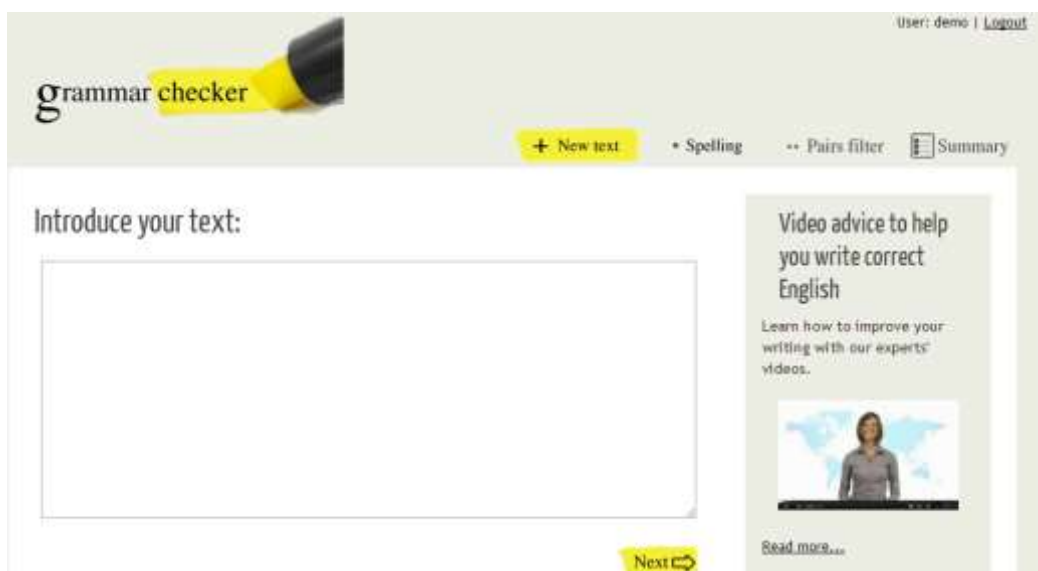 User: demo | Logout
grammar checker
+ New text
• Spelling
•• Pairs filter
Summary
Introduce your text:
Video advice to help
you write correct
English
Learn how to improve your
writing with our experts'
videos.
Next
Read more...